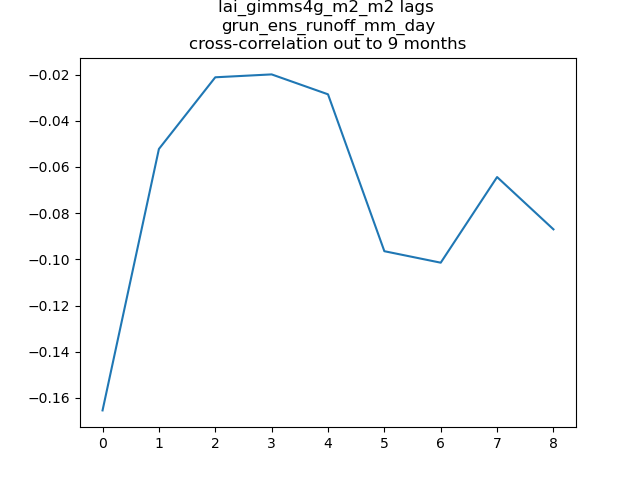 lai_gimms4g_m2_m2 lags
grun_ens_runoff_mm_day
cross-correlation out to 9 months
−0.02
−0.04
−0.06
−0.08
−0.10
−0.12
−0.14
−0.16
0 1 2 3 4 5 6 7 8